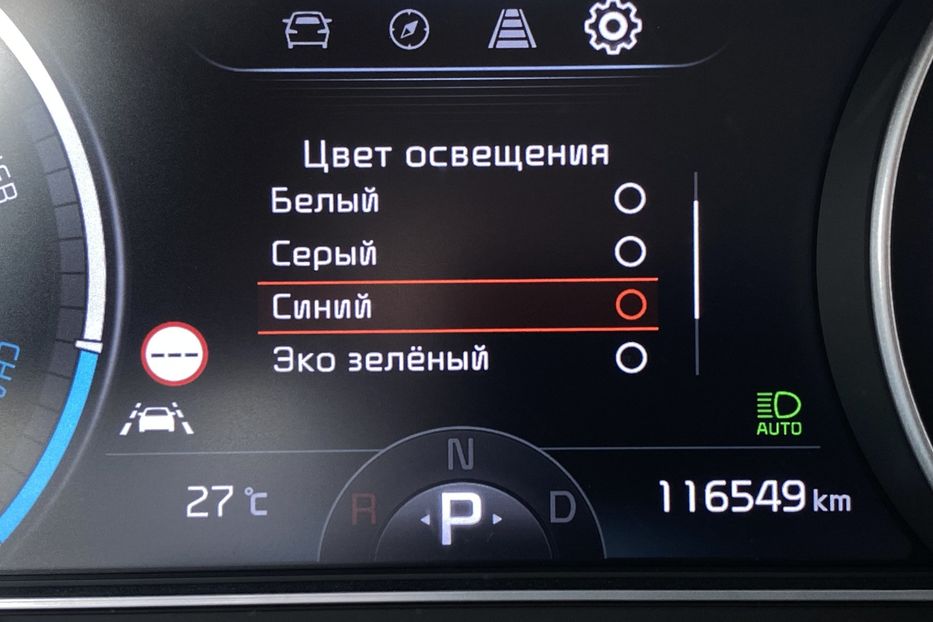 Цвет освещения
Белый
Серый
Синий
Эко зелёный
---
AUTO
N
R
P
D
27 °C
116549 km